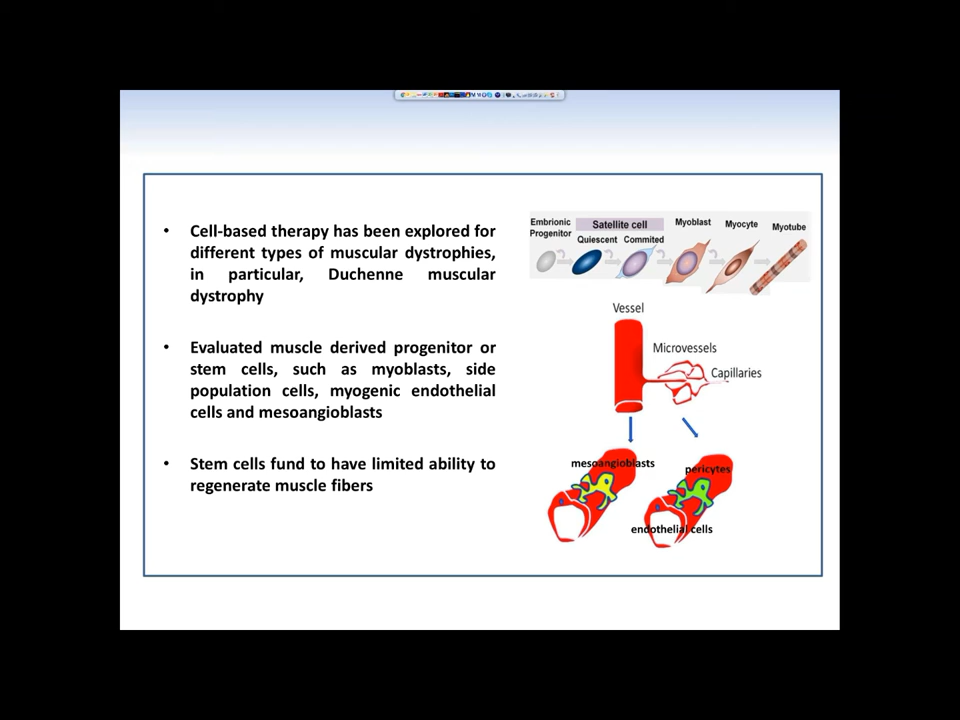 • Cell-based therapy has been explored for
different types of muscular dystrophies,
in particular, Duchenne muscular
dystrophy
• Evaluated muscle derived progenitor or
stem cells, such as myoblasts, side
population cells, myogenic endothelial
cells and mesoangioblasts
• Stem cells fund to have limited ability to
regenerate muscle fibers
Embrionic
Progenitor
Satellite cell
Quiescent Commited
Myoblast
Myocyte
Myotube
Vessel
Microvessels
Capillaries
mesoangioblasts
pericytes
endothelial cells